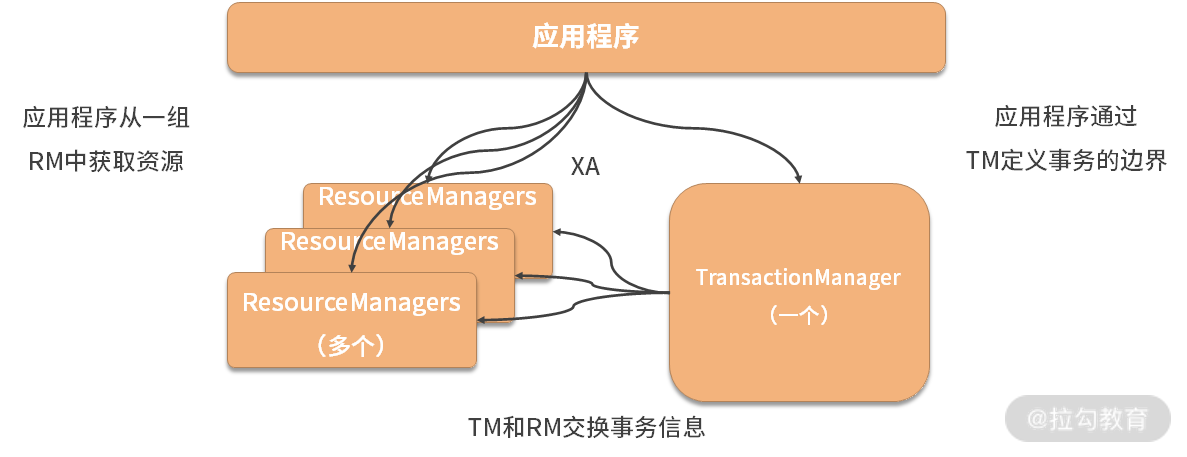 应用程序
应用程序从一组
RM中获取资源
XA
应用程序通过
TM定义事务的边界
ResourceManagers
ResourceManagers
ResourceManagers
（多个）
TransactionManager
（一个）
TM和RM交换事务信息
@拉勾教育